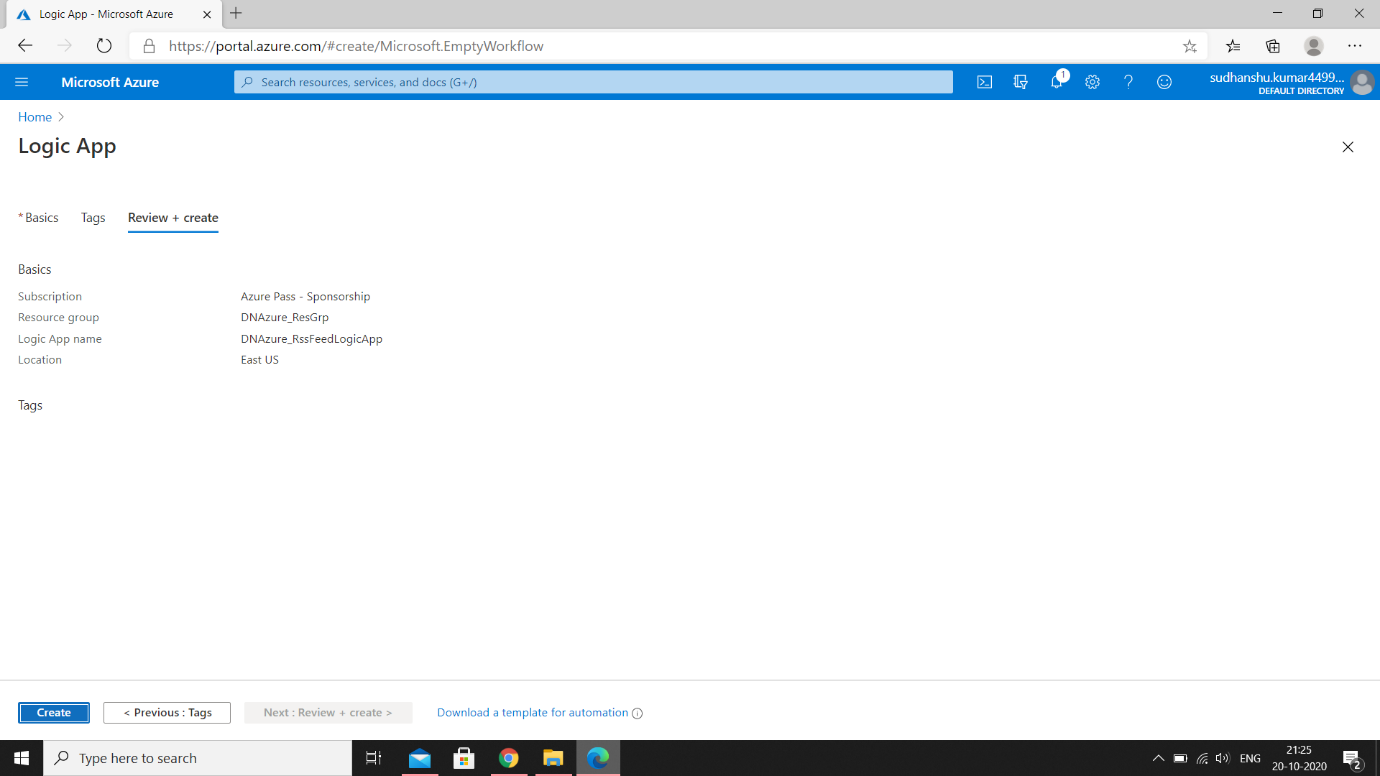 Logic App - Microsoft Azure
https://portal.azure.com/#create/Microsoft.EmptyWorkflow
Microsoft Azure
Search resources, services, and docs (G+/)
1
sudhanshu.kumar4499...
DEFAULT DIRECTORY
Home
Logic App
* Basics Tags Review + create
Basics
Subscription Azure Pass - Sponsorship
Resource group DNAzure_ResGrp
Logic App name DNAzure_RssFeedLogicApp
Location East US
Tags
Create < Previous : Tags Next : Review + create > Download a template for automation
Type here to search
ENG
21:25
20-10-2020
2